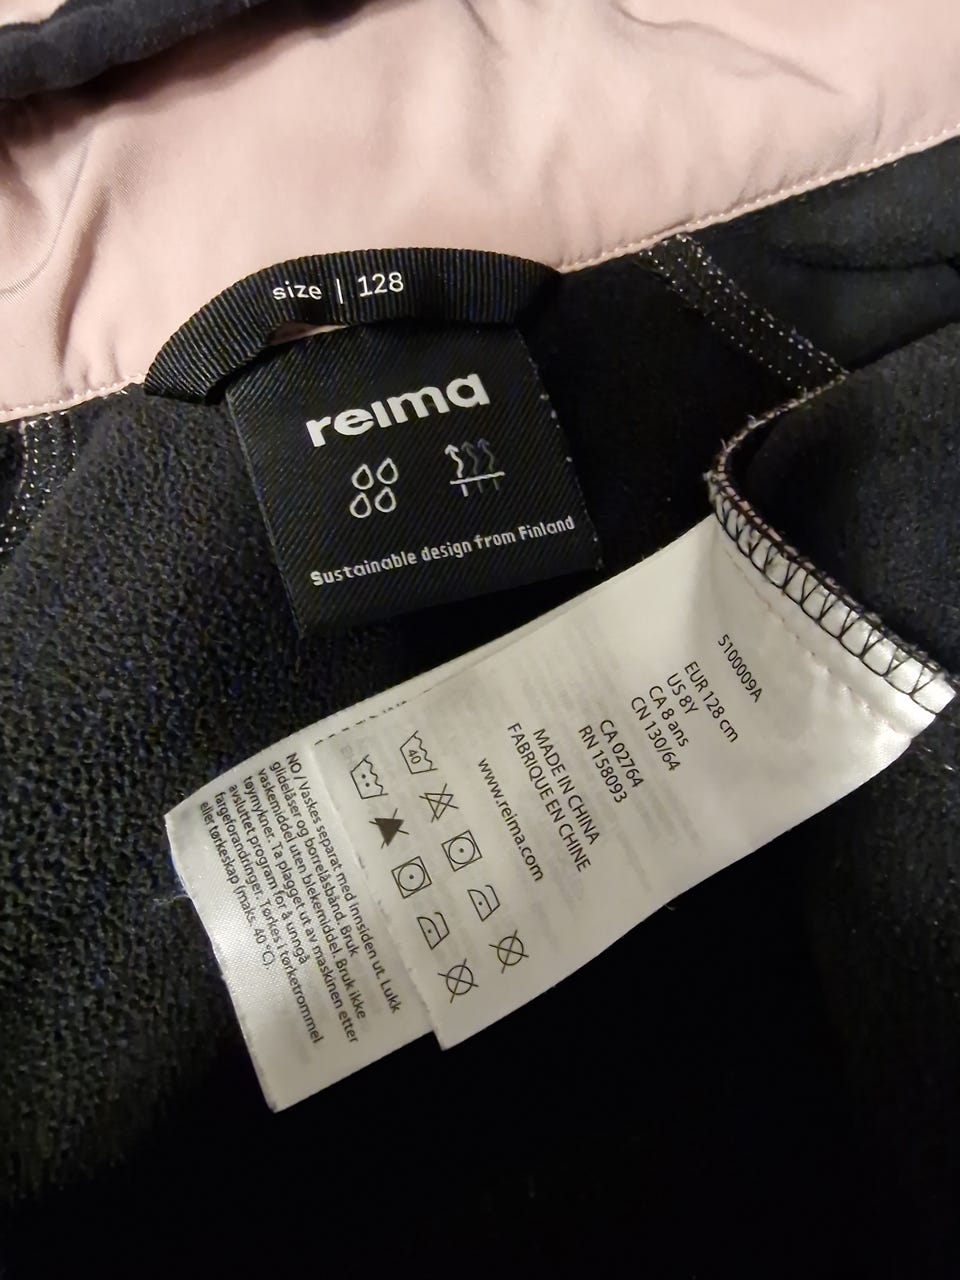 size | 128
reima
Sustainable design from Finland
5100009A
EUR 128 cm
US 8Y
CA 8 ans
CN 130/64
CA 02764
RN 158093
MADE IN CHINA
FABRIQUE EN CHINE
www.reima.com
40
NO / Vaskes separat med innsiden ut. Lukk
glidelåser og borrelåsbånd. Bruk
vaskemiddel uten blekemiddel. Bruk ikke
tøymykner. Ta plagget ut av maskinen etter
avsluttet program for å unngå
fargeforandringer. Tørkes i tørketrommel
eller tørkeskap (maks. 40 °C).